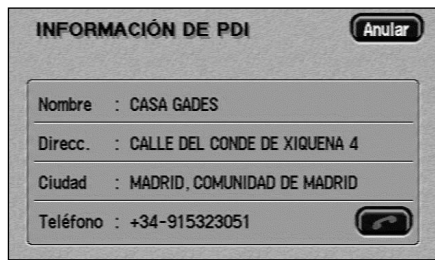 INFORMACIÓN DE PDI
Anular
Nombre : CASA GADES
Direcc. : CALLE DEL CONDE DE XIQUENA 4
Ciudad : MADRID, COMUNIDAD DE MADRID
Teléfono : +34-915323051